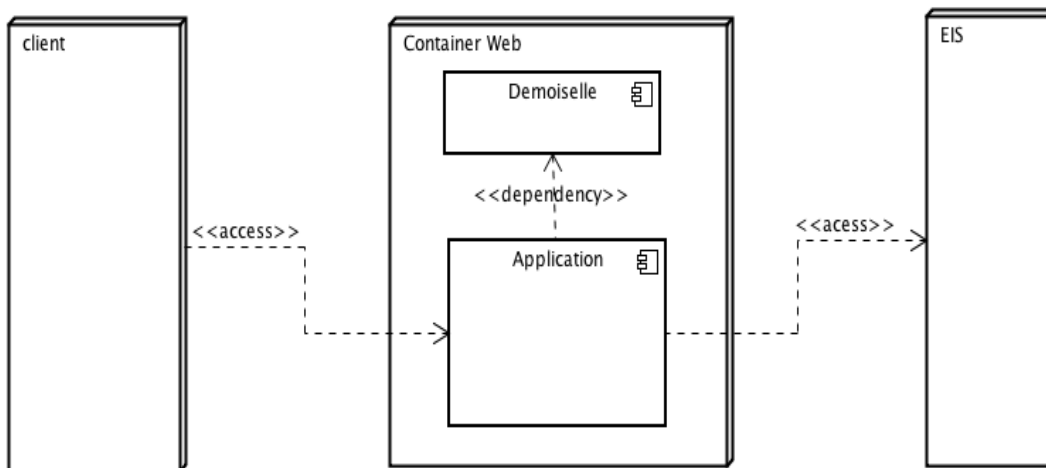 client
Container Web
EIS
Demoiselle
<<dependency>>
<<access>>
<<acess>>
Application